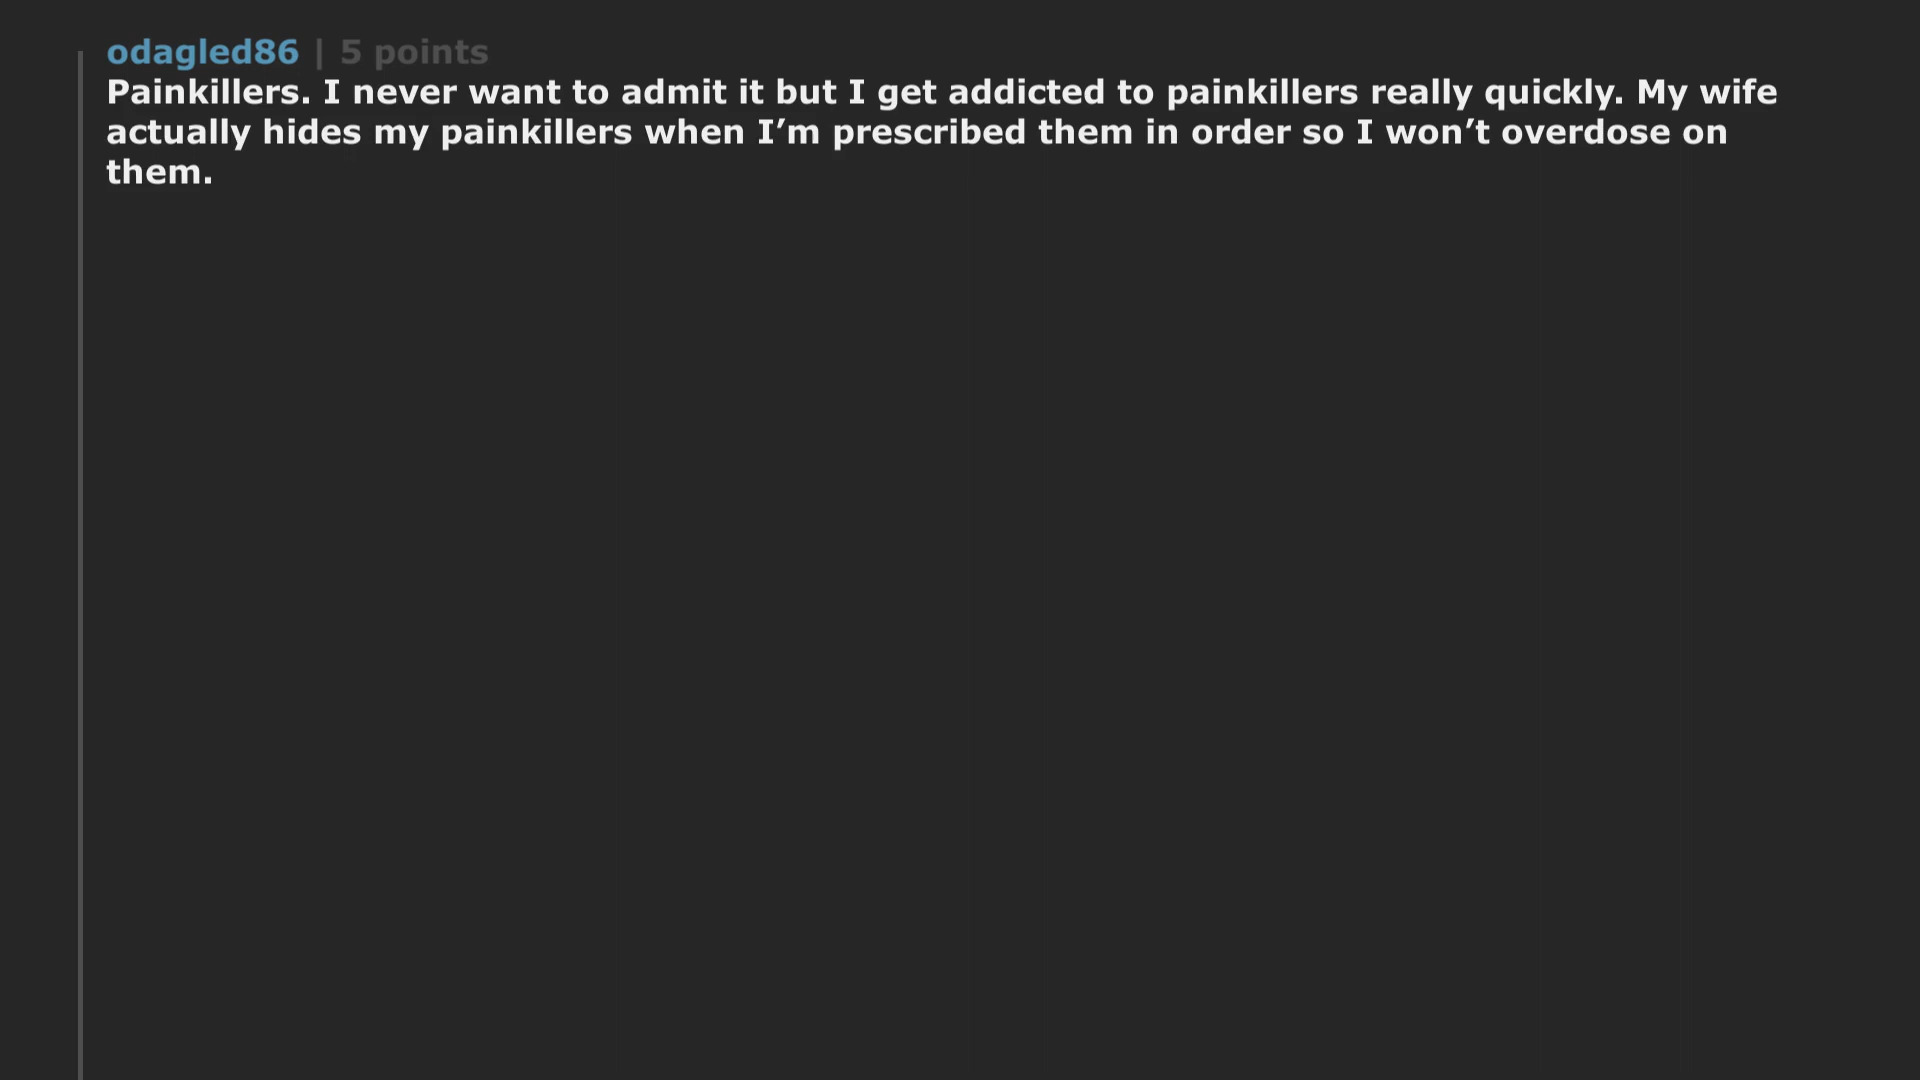 odagled86 | 5 points
Painkillers. I never want to admit it but I get addicted to painkillers really quickly. My wife
actually hides my painkillers when I’m prescribed them in order so I won’t overdose on
them.